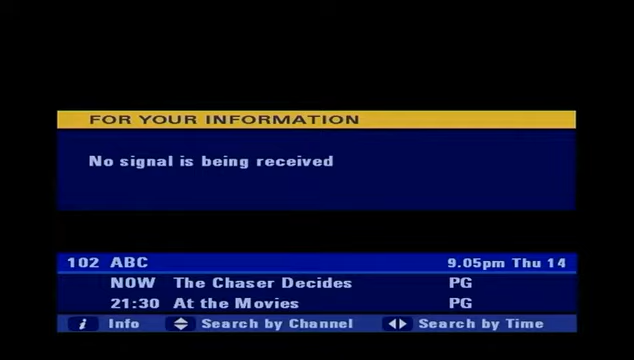 FOR YOUR INFORMATION
No signal is being received
102 ABC 9.05pm Thu 14
NOW The Chaser Decides PG
21:30 At the Movies PG
i Info Search by Channel Search by Time